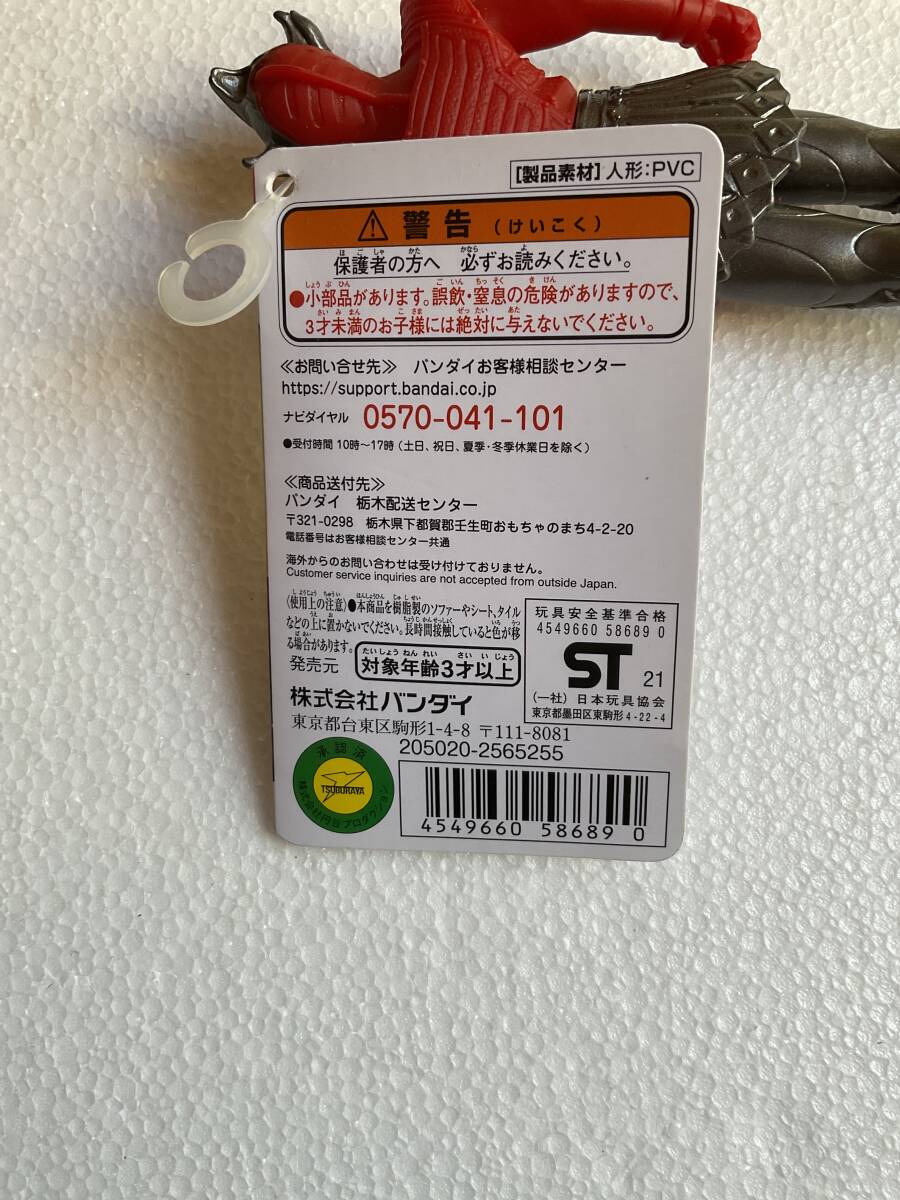 [製品素材] 人形:PVC
⚠ 警告 (けいこく)
保護者の方へ 必ずお読みください。
●小部品があります。誤飲・窒息の危険がありますので、
3才未満のお子様には絶対に与えないでください。
≪お問い合せ先≫ バンダイお客様相談センター
https://support.bandai.co.jp
ナビダイヤル 0570-041-101
●受付時間 10時〜17時(土日、祝日、夏季・冬季休業日を除く)
≪商品送付先≫
バンダイ 栃木配送センター
〒321-0298 栃木県下都賀郡壬生町おもちゃのまち4-2-20
電話番号はお客様相談センター共通
海外からのお問い合わせは受け付けておりません。
Customer service inquiries are not accepted from outside Japan.
〈使用上の注意〉●本商品を樹脂製のソファーやシート、タイル
などの上に置かないでください。長時間接触していると色が移
る場合があります。
発売元 対象年齢3才以上
株式会社バンダイ
東京都台東区駒形1-4-8 〒111-8081
205020-2565255
玩具安全基準合格
4549660 58689 0
ST 21
(一社) 日本玩具協会
東京都墨田区東駒形4-22-4
承認済
TSUBURAYA
株式会社円谷プロダクション
4549660 586890